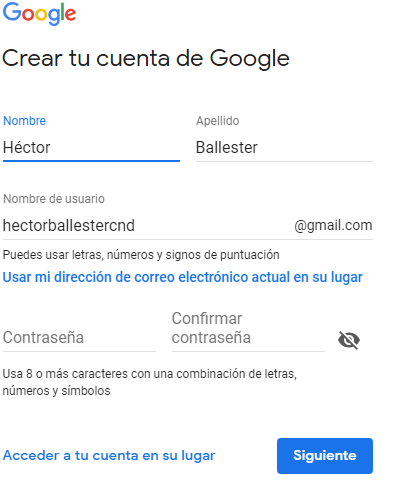 Google
Crear tu cuenta de Google
Nombre
Apellido
Héctor
Ballester
Nombre de usuario
hectorballestercnd
@gmail.com
Puedes usar letras, números y signos de puntuación
Usar mi dirección de correo electrónico actual en su lugar
Contraseña
Confirmar
contraseña
Usa 8 o más caracteres con una combinación de letras,
números y símbolos
Acceder a tu cuenta en su lugar
Siguiente